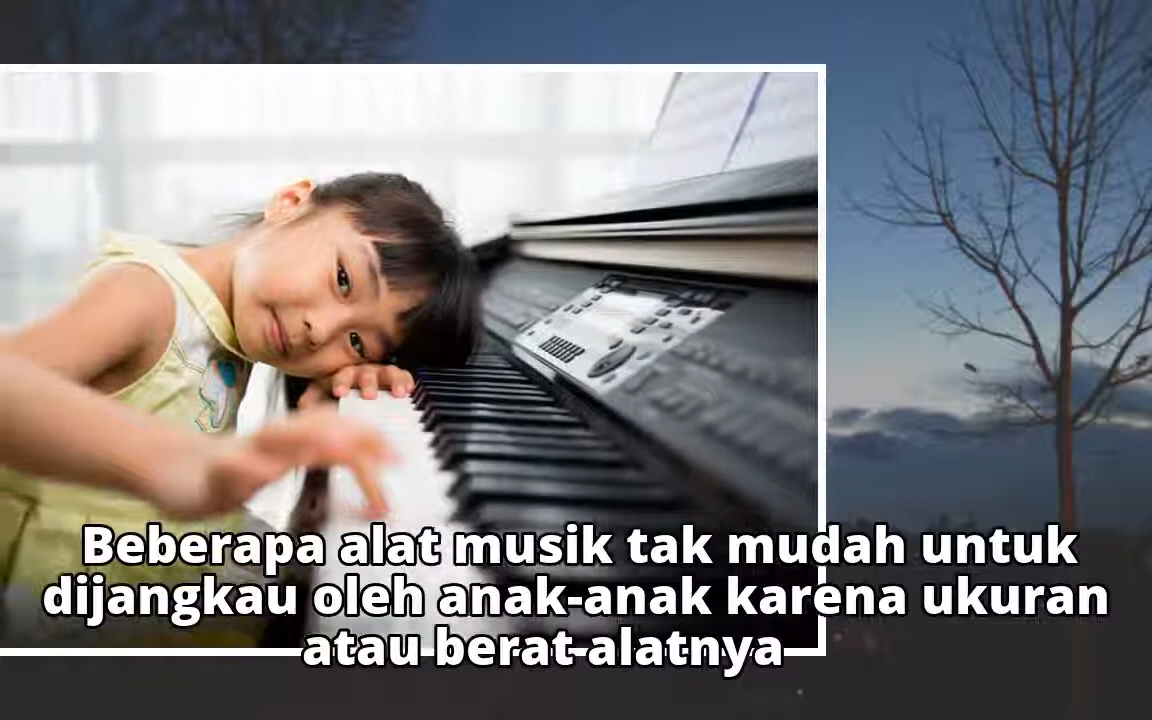 Beberapa alat musik tak mudah untuk
dijangkau oleh anak-anak karena ukuran
atau berat alatnya